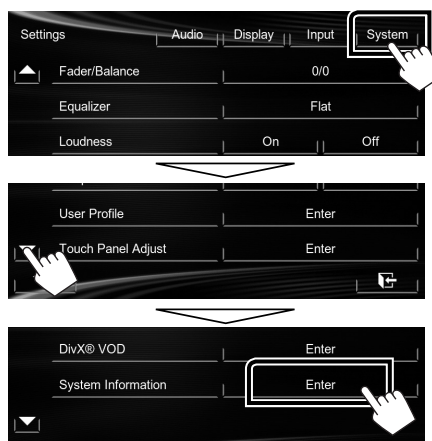 Settings Audio Display Input System
Fader/Balance 0/0
Equalizer Flat
Loudness On Off
User Profile Enter
Touch Panel Adjust Enter
DivX® VOD Enter
System Information Enter